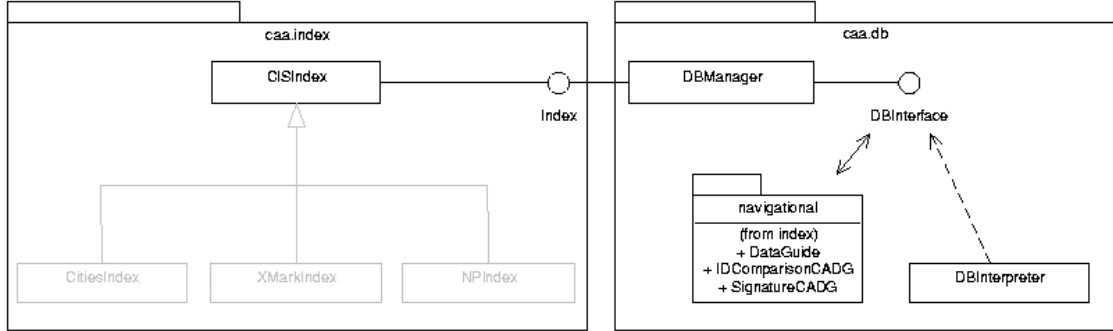 caa.index
caa.db
CISIndex
DBManager
Index
DBInterface
navigational
(from index)
+ DataGuide
+ IDComparisonCADG
+ SignatureCADG
CitiesIndex
XMarkIndex
NPIndex
DBInterpreter